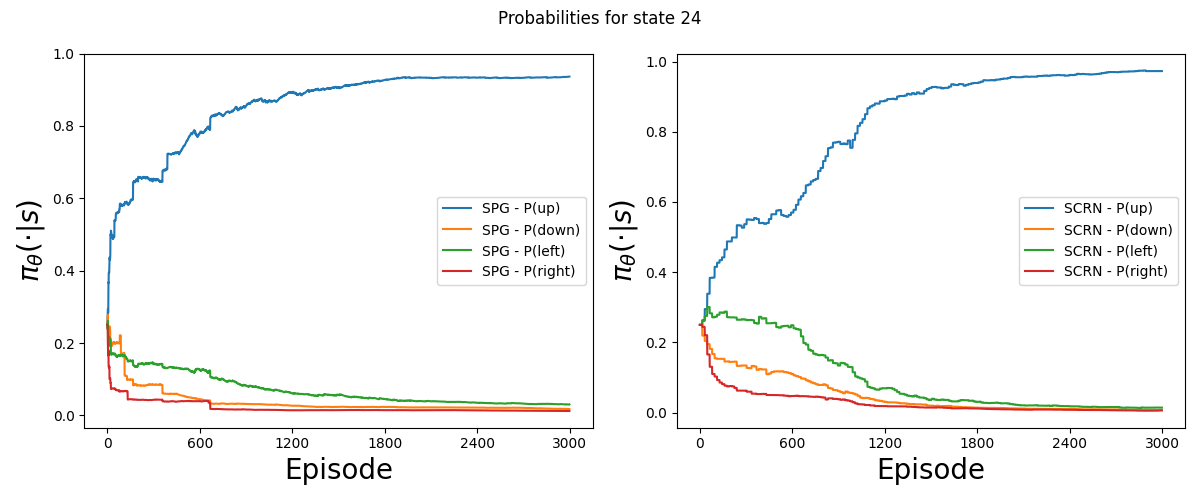 Probabilities for state 24
1.0
0.8
0.6
0.4
0.2
0.0
π_θ(·|s)
SPG - P(up)
SPG - P(down)
SPG - P(left)
SPG - P(right)
0 600 1200 1800 2400 3000
Episode
1.0
0.8
0.6
0.4
0.2
0.0
π_θ(·|s)
SCRN - P(up)
SCRN - P(down)
SCRN - P(left)
SCRN - P(right)
0 600 1200 1800 2400 3000
Episode